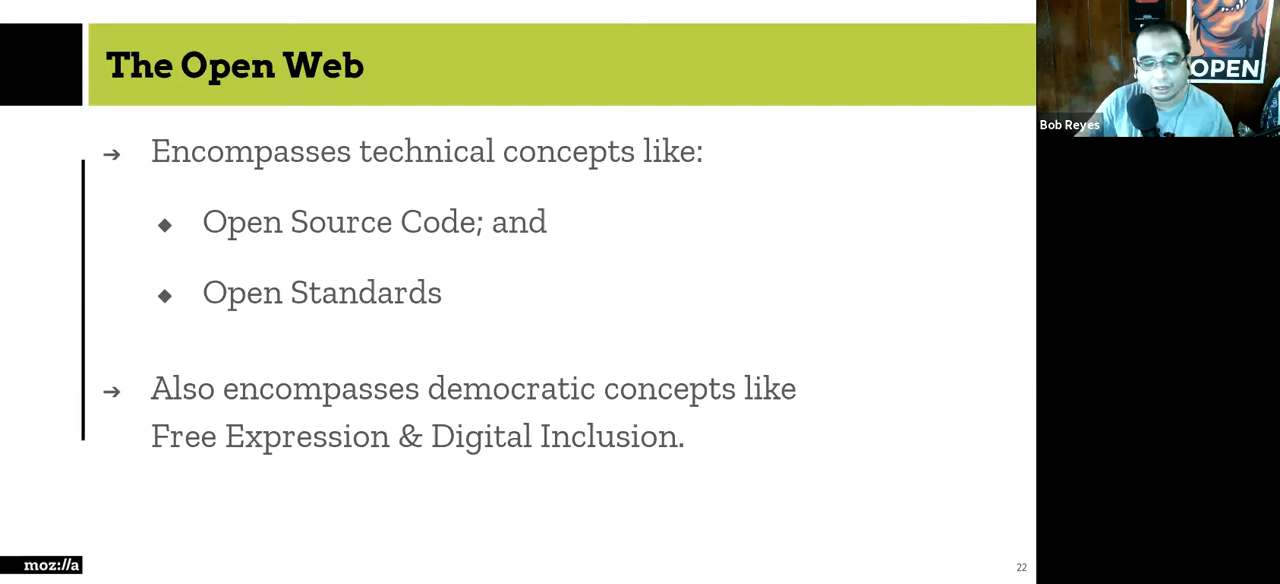 The Open Web
➔ Encompasses technical concepts like:
◆ Open Source Code; and
◆ Open Standards
➔ Also encompasses democratic concepts like
Free Expression & Digital Inclusion.
moz://a
22
OPEN
Bob Reyes